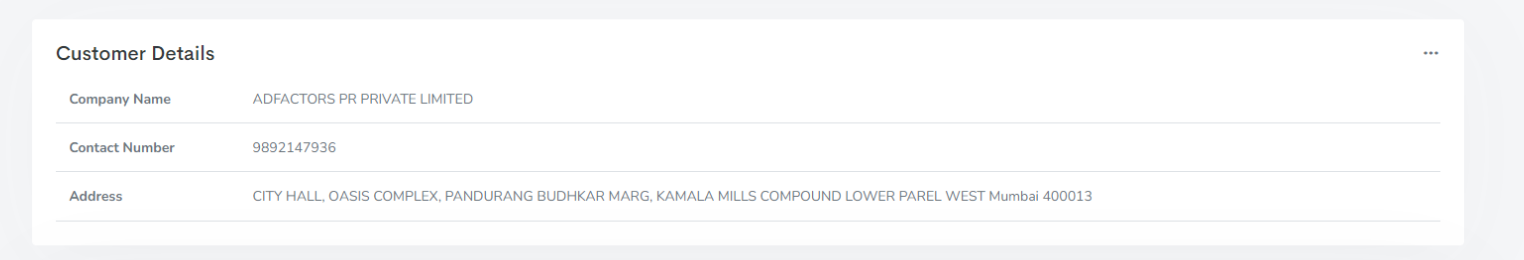 Customer Details
...
Company Name ADFACTORS PR PRIVATE LIMITED
Contact Number 9892147936
Address CITY HALL, OASIS COMPLEX, PANDURANG BUDHKAR MARG, KAMALA MILLS COMPOUND LOWER PAREL WEST Mumbai 400013